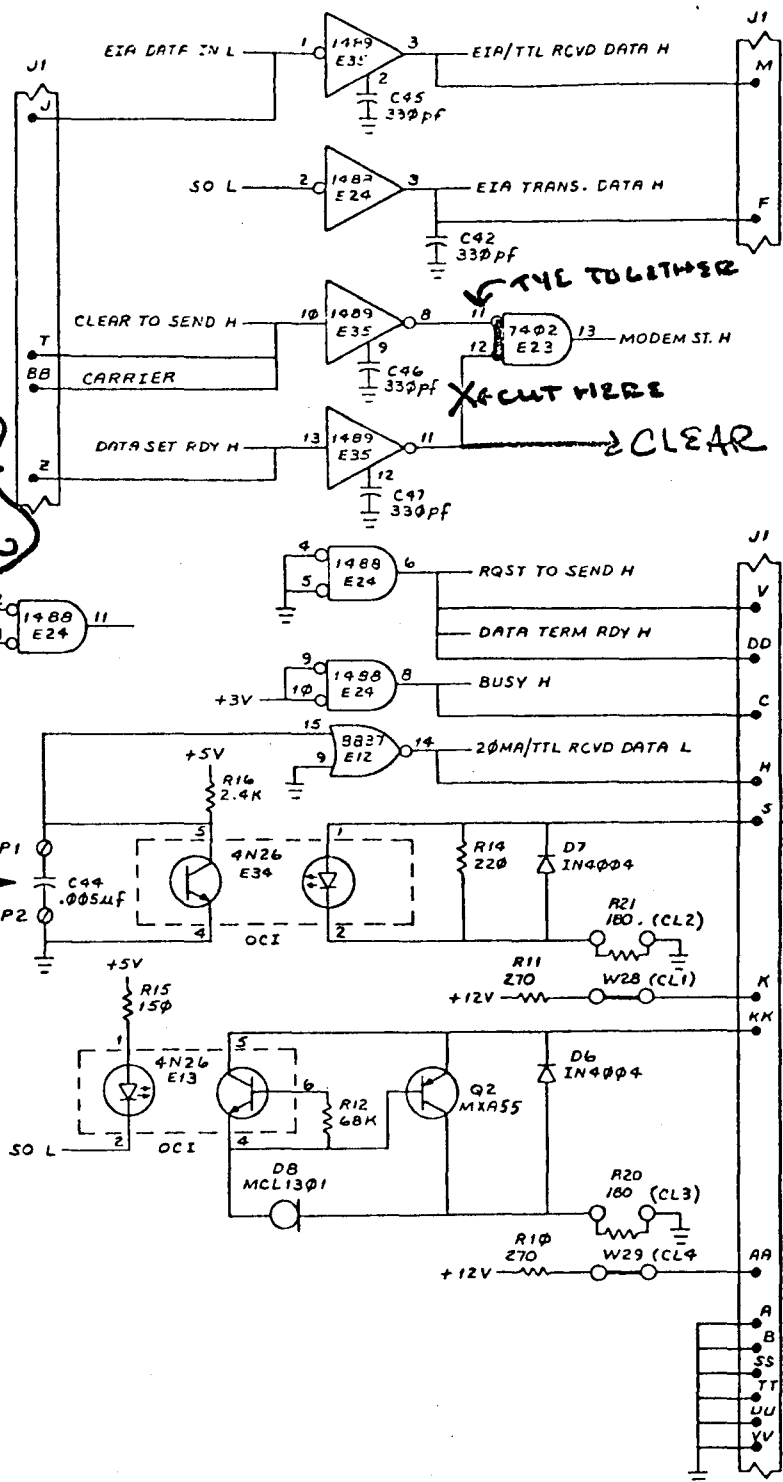 J1
EIA DATA IN L
1
1489
E35
3
EIA/TTL RCVD DATA H
J1
J
2
C45
330pf
M
SO L
2
1488
E24
3
EIA TRANS. DATA H
F
C42
330pf
TYE TOGETHER
CLEAR TO SEND H
10
1489
E35
8
11
12
7402
E23
13
MODEM ST. H
T
BB
CARRIER
9
C46
330pf
X CUT HERE
DATA SET RDY H
13
1489
E35
11
CLEAR
Z
12
C47
330pf
J1
4
5
1488
E24
6
RQST TO SEND H
V
1488
E24
11
DATA TERM RDY H
DD
9
10
1488
E24
8
BUSY H
C
+3V
15
9
8837
E12
14
20MA/TTL RCVD DATA L
H
+5V
R16
2.4K
S
P1
5
4N26
E34
1
R14
220
D7
IN4004
C44
.005uf
P2
4
OCI
2
R21
180. (CL2)
+5V
R15
150
R11
270
+12V
W28 (CL1)
K
KK
1
4N26
E13
5
6
R12
68K
Q2
MXA55
D6
IN4004
SO L
2
OCI
4
D8
MCL1301
R20
180 (CL3)
R10
270
+12V
W29 (CL4
AA
A
B
SS
TT
UU
VV